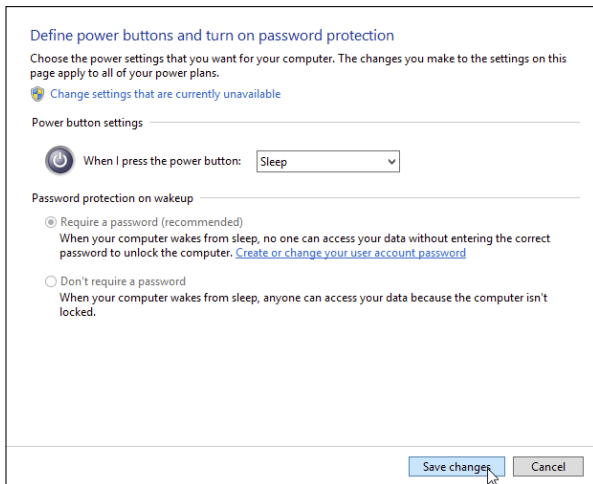 Define power buttons and turn on password protection
Choose the power settings that you want for your computer. The changes you make to the settings on this
page apply to all of your power plans.
Change settings that are currently unavailable
Power button settings
When I press the power button: Sleep
Password protection on wakeup
Require a password (recommended)
When your computer wakes from sleep, no one can access your data without entering the correct
password to unlock the computer. Create or change your user account password
Don't require a password
When your computer wakes from sleep, anyone can access your data because the computer isn't
locked.
Save changes Cancel